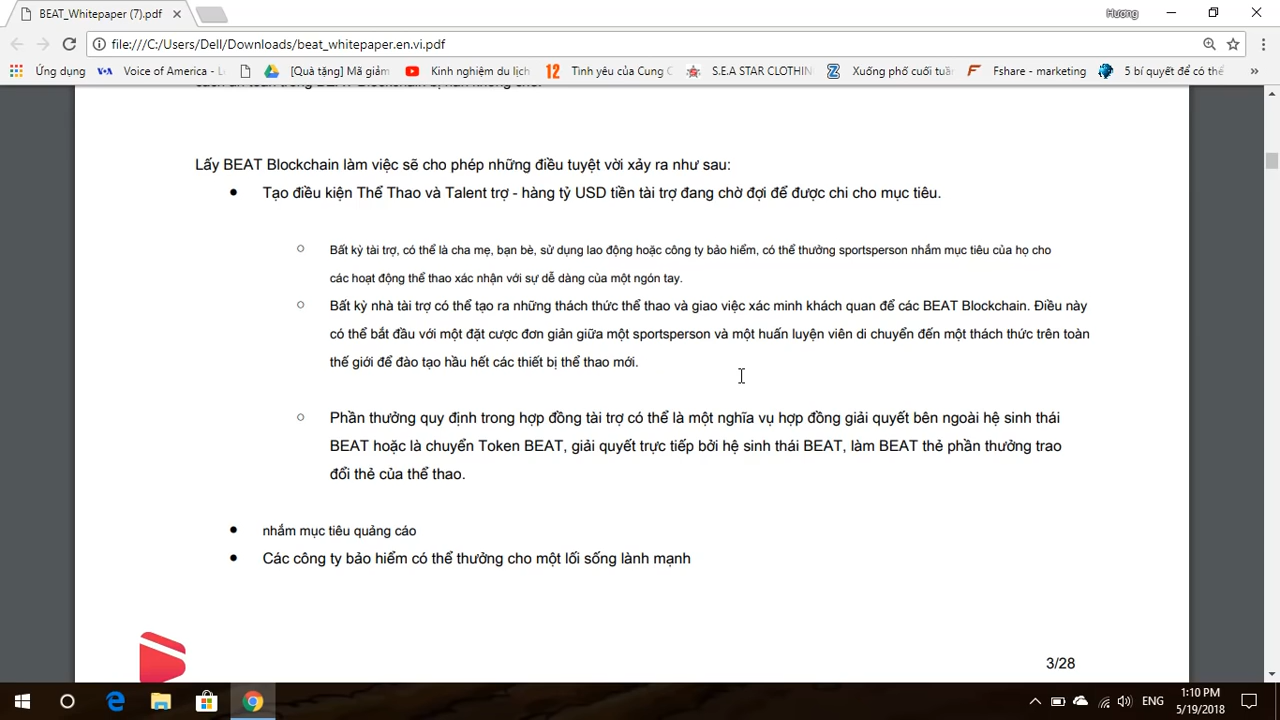 BEAT_Whitepaper (7).pdf
Hương
file:///C:/Users/Dell/Downloads/beat_whitepaper.en.vi.pdf
Ứng dụng
VOA
Voice of America - L
[Quà tặng] Mã giảm
Kinh nghiệm du lịch
12
Tình yêu của Cung C
S.E.A STAR CLOTHIN
Z
Xuống phố cuối tuần
F
Fshare - marketing
5 bí quyết để có thể
Lấy BEAT Blockchain làm việc sẽ cho phép những điều tuyệt vời xảy ra như sau:
Tạo điều kiện Thể Thao và Talent trợ - hàng tỷ USD tiền tài trợ đang chờ đợi để được chi cho mục tiêu.
Bất kỳ tài trợ, có thể là cha mẹ, bạn bè, sử dụng lao động hoặc công ty bảo hiểm, có thể thưởng sportsperson nhắm mục tiêu của họ cho
các hoạt động thể thao xác nhận với sự dễ dàng của một ngón tay.
Bất kỳ nhà tài trợ có thể tạo ra những thách thức thể thao và giao việc xác minh khách quan để các BEAT Blockchain. Điều này
có thể bắt đầu với một đặt cược đơn giản giữa một sportsperson và một huấn luyện viên di chuyển đến một thách thức trên toàn
thế giới để đào tạo hầu hết các thiết bị thể thao mới.
Phần thưởng quy định trong hợp đồng tài trợ có thể là một nghĩa vụ hợp đồng giải quyết bên ngoài hệ sinh thái
BEAT hoặc là chuyển Token BEAT, giải quyết trực tiếp bởi hệ sinh thái BEAT, làm BEAT thẻ phần thưởng trao
đổi thẻ của thể thao.
nhắm mục tiêu quảng cáo
Các công ty bảo hiểm có thể thưởng cho một lối sống lành mạnh
3/28
ENG
1:10 PM
5/19/2018